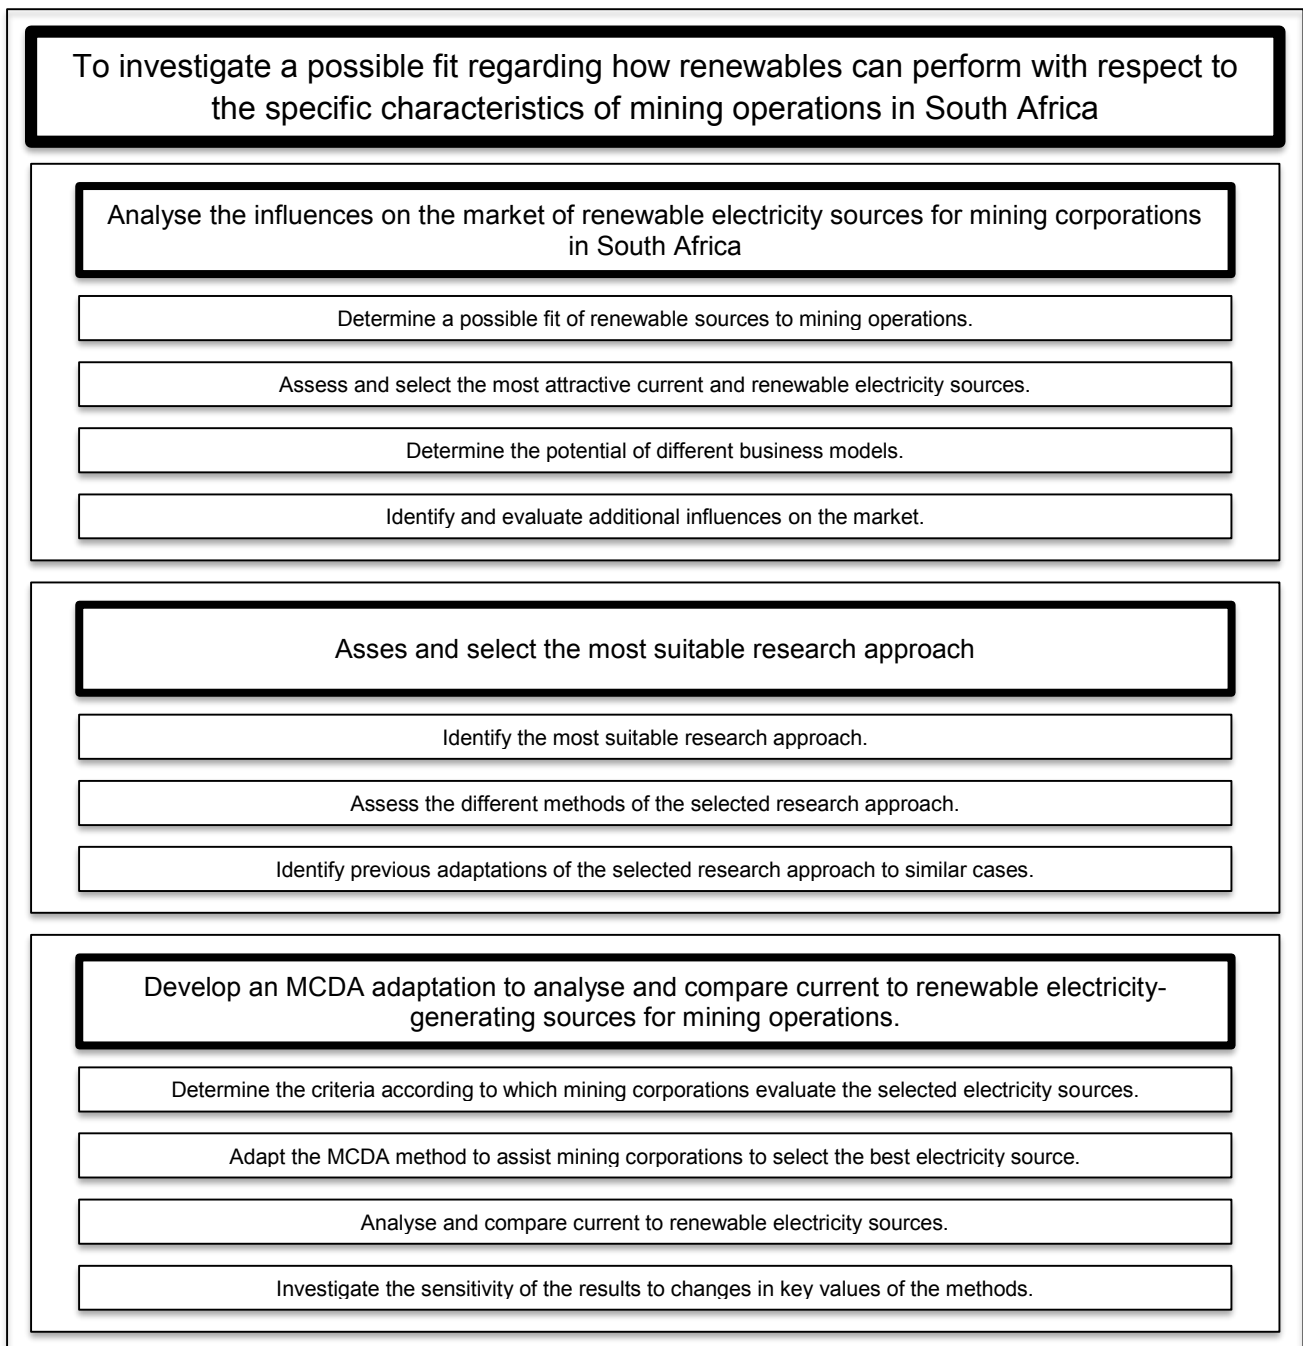 To investigate a possible fit regarding how renewables can perform with respect to
the specific characteristics of mining operations in South Africa
Analyse the influences on the market of renewable electricity sources for mining corporations
in South Africa
Determine a possible fit of renewable sources to mining operations.
Assess and select the most attractive current and renewable electricity sources.
Determine the potential of different business models.
Identify and evaluate additional influences on the market.
Asses and select the most suitable research approach
Identify the most suitable research approach.
Assess the different methods of the selected research approach.
Identify previous adaptations of the selected research approach to similar cases.
Develop an MCDA adaptation to analyse and compare current to renewable electricity-
generating sources for mining operations.
Determine the criteria according to which mining corporations evaluate the selected electricity sources.
Adapt the MCDA method to assist mining corporations to select the best electricity source.
Analyse and compare current to renewable electricity sources.
Investigate the sensitivity of the results to changes in key values of the methods.